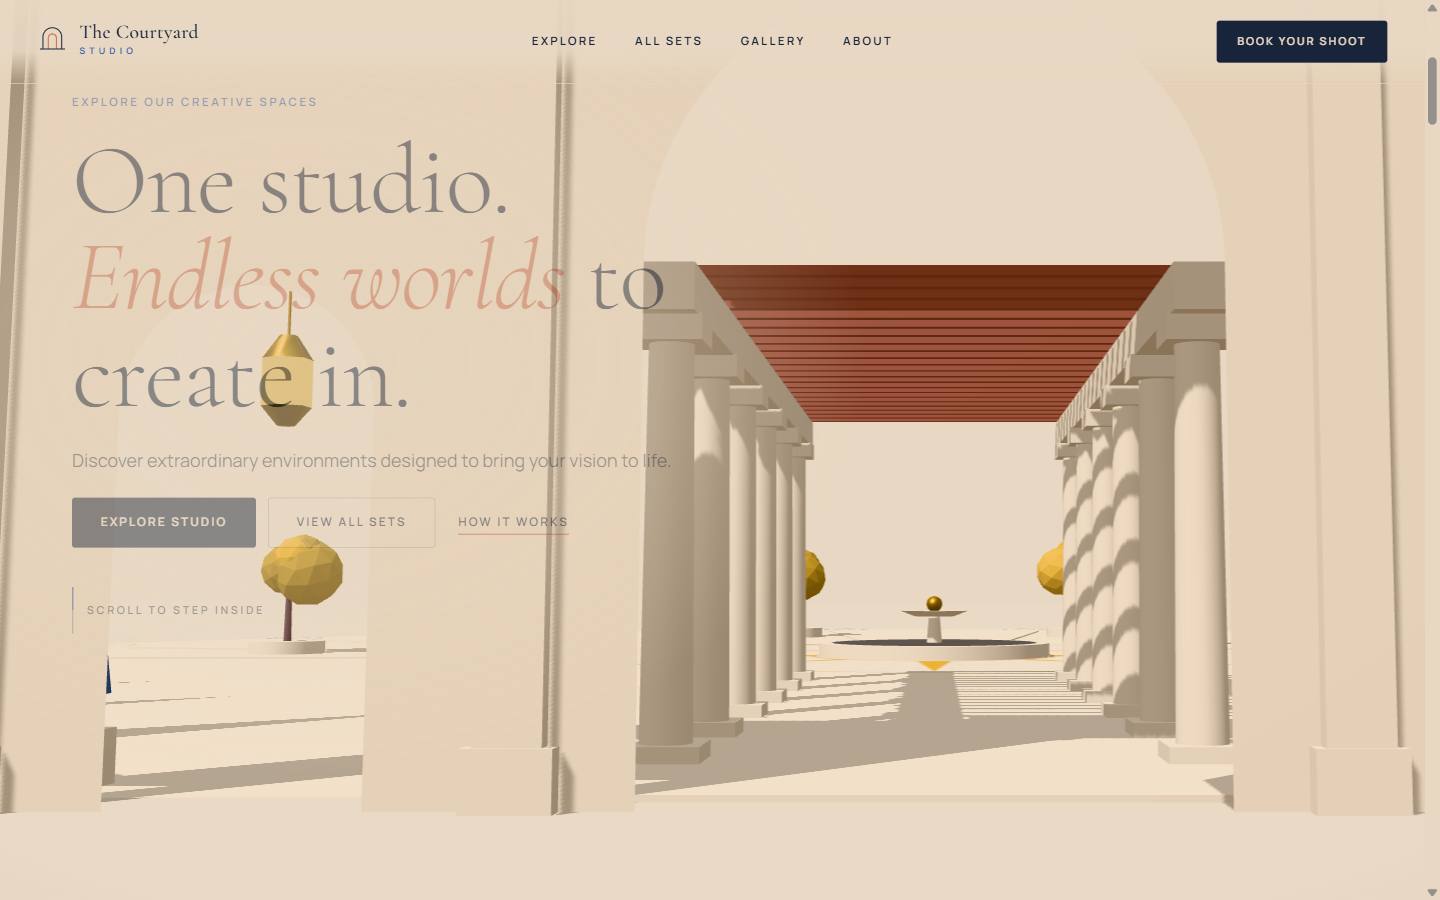 The Courtyard
STUDIO
EXPLORE
ALL SETS
GALLERY
ABOUT
BOOK YOUR SHOOT
EXPLORE OUR CREATIVE SPACES
One studio.
Endless worlds to
create in.
Discover extraordinary environments designed to bring your vision to life.
EXPLORE STUDIO
VIEW ALL SETS
HOW IT WORKS
SCROLL TO STEP INSIDE